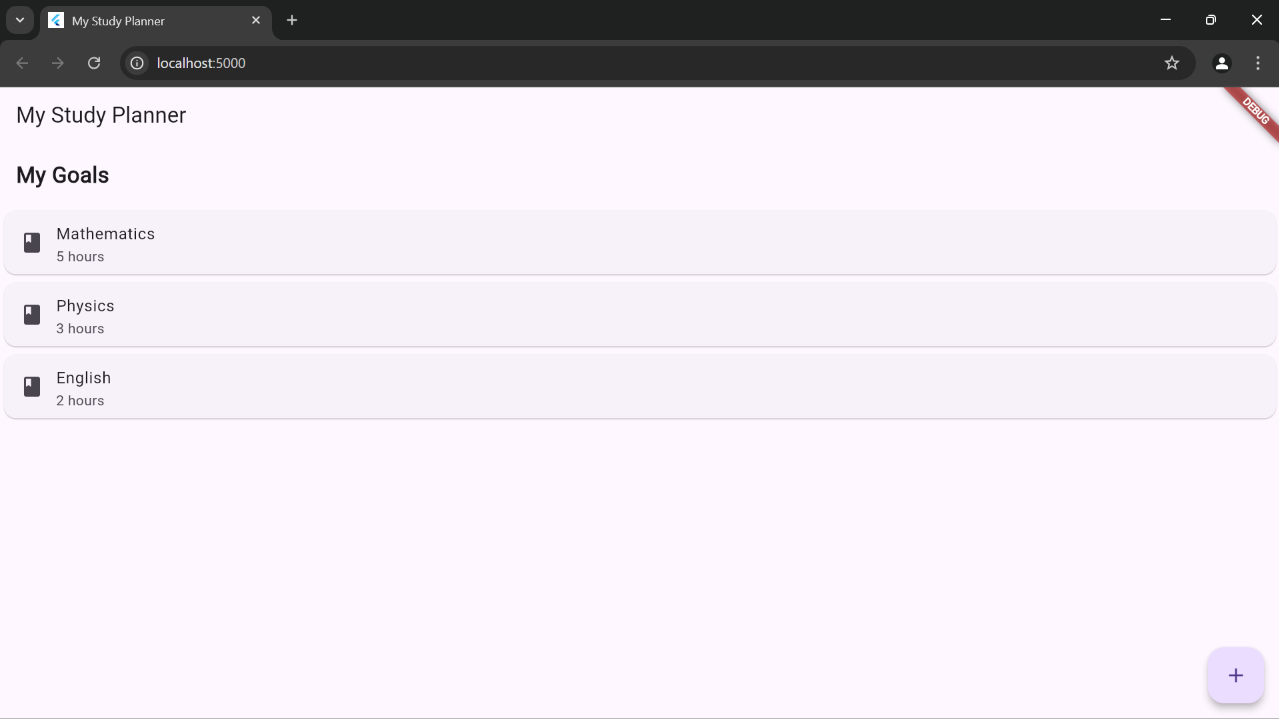 My Study Planner
localhost:5000
My Study Planner
DEBUG
My Goals
Mathematics
5 hours
Physics
3 hours
English
2 hours